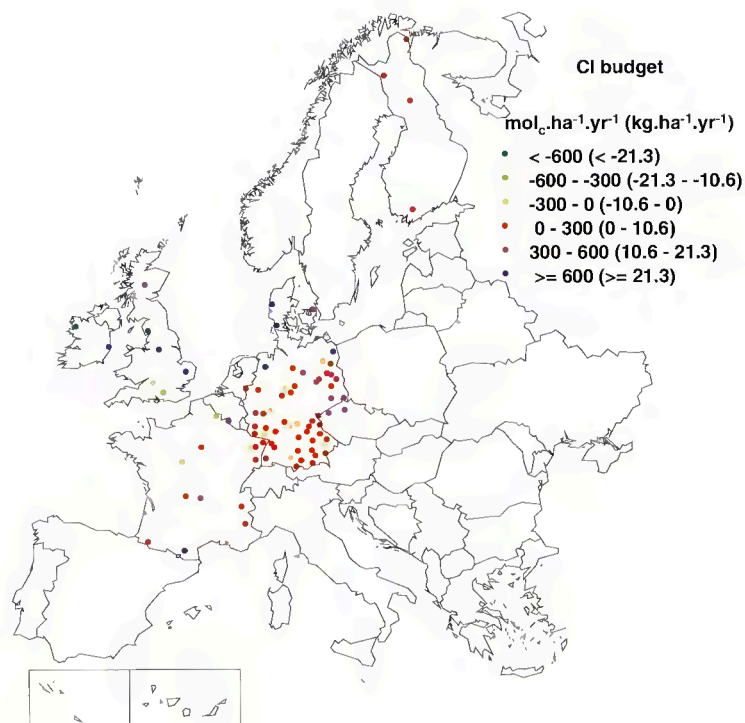 Cl budget
molc.ha-1.yr-1 (kg.ha-1.yr-1)
< -600 (< -21.3)
-600 - -300 (-21.3 - -10.6)
-300 - 0 (-10.6 - 0)
0 - 300 (0 - 10.6)
300 - 600 (10.6 - 21.3)
>= 600 (>= 21.3)